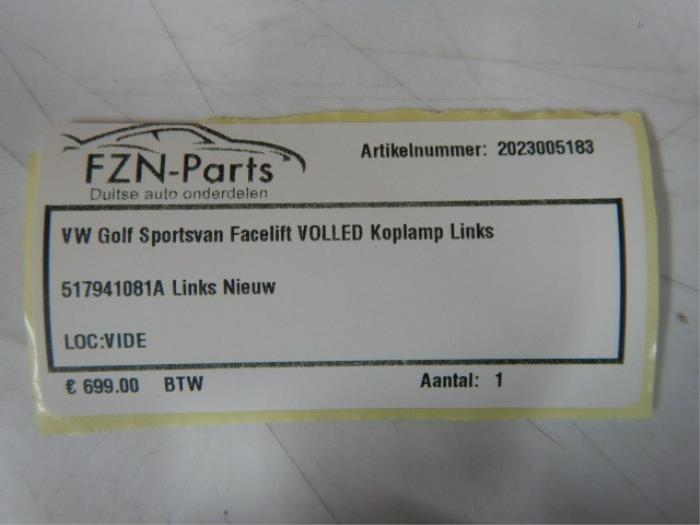 FZN-Parts
Duitse auto onderdelen
Artikelnummer: 2023005183
VW Golf Sportsvan Facelift VOLLED Koplamp Links
517941081A Links Nieuw
LOC:VIDE
€ 699.00 BTW Aantal: 1